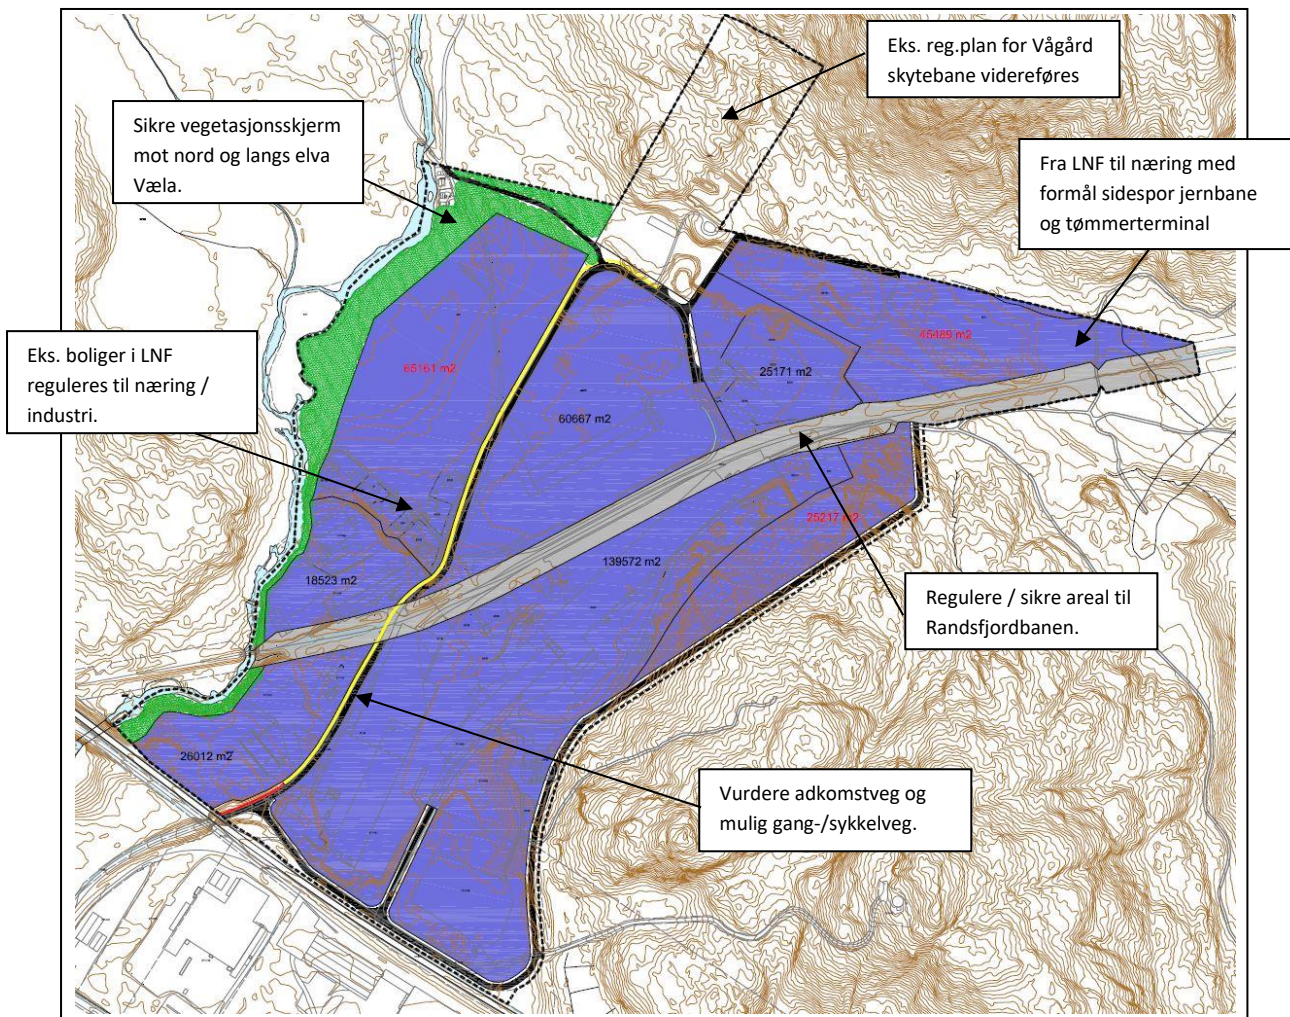 Eks. reg.plan for Vågård
skytebane videreføres
Sikre vegetasjonsskjerm
mot nord og langs elva
Væla.
Fra LNF til næring med
formål sidespor jernbane
og tømmerterminal
Eks. boliger i LNF
reguleres til næring /
industri.
65161 m2
45489 m2
25171 m2
60667 m2
25217 m2
139572 m2
18523 m2
Regulere / sikre areal til
Randsfjordbanen.
26012 m2
Vurdere adkomstveg og
mulig gang-/sykkelveg.